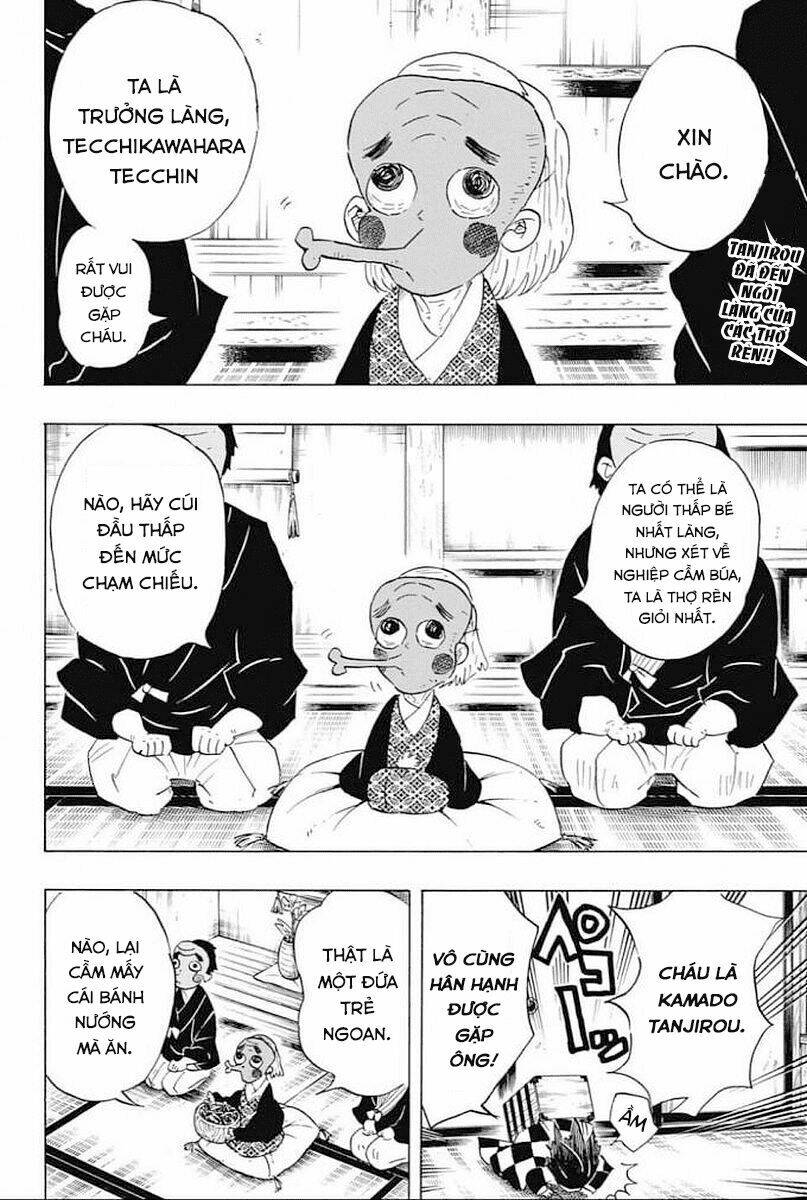 XIN
CHÀO.
TA LÀ
TRƯỞNG LÀNG,
TECCHIKAWAHARA
TECCHIN
RẤT VUI
ĐƯỢC
GẶP
CHÁU.
TANJIROU
ĐÃ ĐẾN
NGÔI
LÀNG CỦA
CÁC THỢ
RÈN!!
TA CÓ THỂ LÀ
NGƯỜI THẤP BÉ
NHẤT LÀNG,
NHƯNG XÉT VỀ
NGHIỆP CẦM BÚA,
TA LÀ THỢ RÈN
GIỎI NHẤT.
NÀO, HÃY CÚI
ĐẦU THẤP
ĐẾN MỨC
CHẠM CHIẾU.
CHÁU LÀ
KAMADO
TANJIROU.
ペコーッ
VÔ CÙNG
HÂN HẠNH
ĐƯỢC
GẶP
ÔNG!
ẦM
THẬT LÀ
MỘT ĐỨA
TRẺ
NGOAN.
NÀO, LẠI
CẦM MẤY
CÁI BÁNH
NƯỚNG
MÀ ĂN.